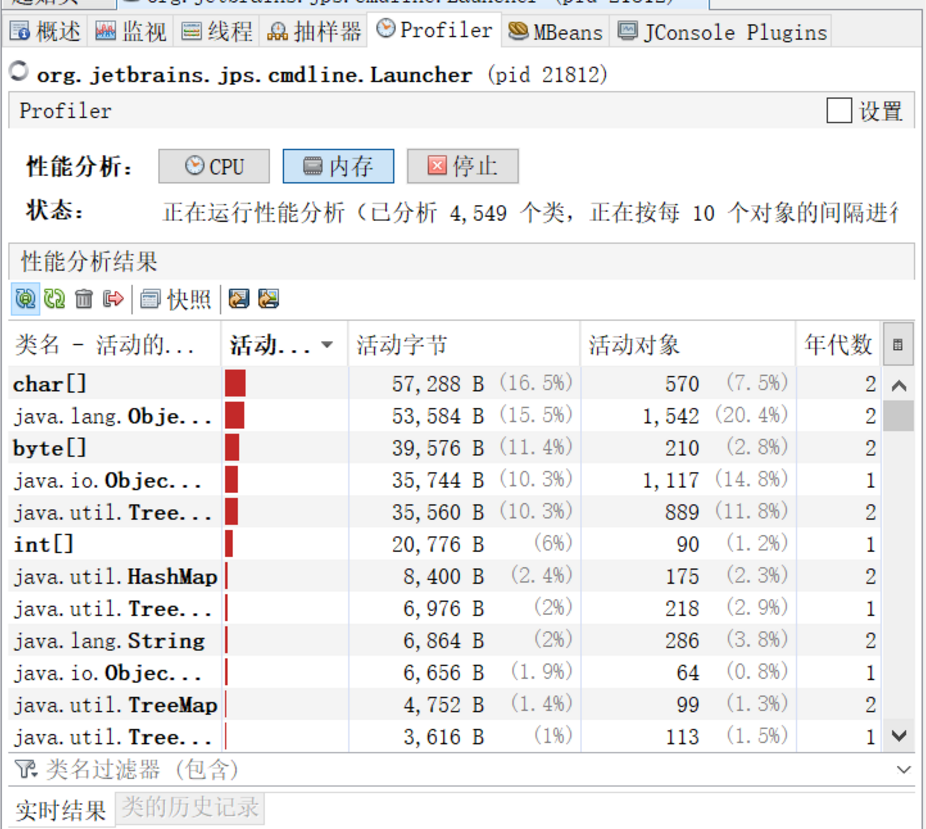 概述 监视 线程 抽样器 Profiler MBeans JConsole Plugins
org.jetbrains.jps.cmdline.Launcher (pid 21812)
Profiler 设置
性能分析: CPU 内存 停止
状态: 正在运行性能分析（已分析 4,549 个类，正在按每 10 个对象的间隔进行
性能分析结果
快照
类名 - 活动的... 活动... 活动字节 活动对象 年代数
char[] 57,288 B (16.5%) 570 (7.5%) 2
java.lang.Obje... 53,584 B (15.5%) 1,542 (20.4%) 2
byte[] 39,576 B (11.4%) 210 (2.8%) 2
java.io.Objec... 35,744 B (10.3%) 1,117 (14.8%) 1
java.util.Tree... 35,560 B (10.3%) 889 (11.8%) 2
int[] 20,776 B (6%) 90 (1.2%) 1
java.util.HashMap 8,400 B (2.4%) 175 (2.3%) 2
java.util.Tree... 6,976 B (2%) 218 (2.9%) 1
java.lang.String 6,864 B (2%) 286 (3.8%) 2
java.io.Objec... 6,656 B (1.9%) 64 (0.8%) 1
java.util.TreeMap 4,752 B (1.4%) 99 (1.3%) 2
java.util.Tree... 3,616 B (1%) 113 (1.5%) 1
类名过滤器 (包含)
实时结果 类的历史记录